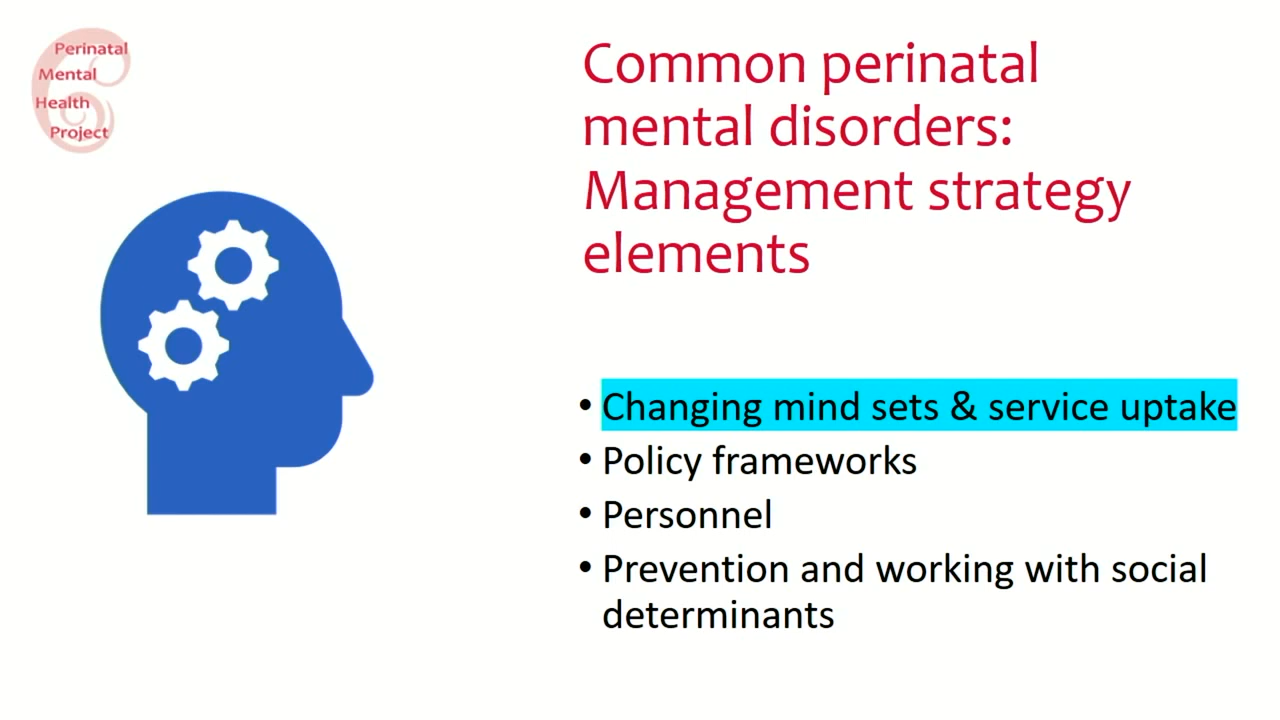 Perinatal
Mental
Health
Project
Common perinatal
mental disorders:
Management strategy
elements
• Changing mind sets & service uptake
• Policy frameworks
• Personnel
• Prevention and working with social
determinants